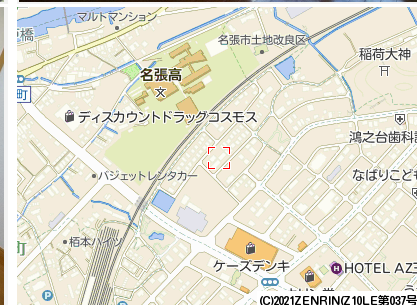 橋
マルトマンション
名張市土地改良区
稲荷大神
名張高
町
ディスカウントドラッグコスモス
鴻之台歯科
バジェットレンタカー
なばりこども
栢本ハイツ
町
ケーズデンキ
HOTEL AZ
(C)2021ZENRIN(Z10LE第037号